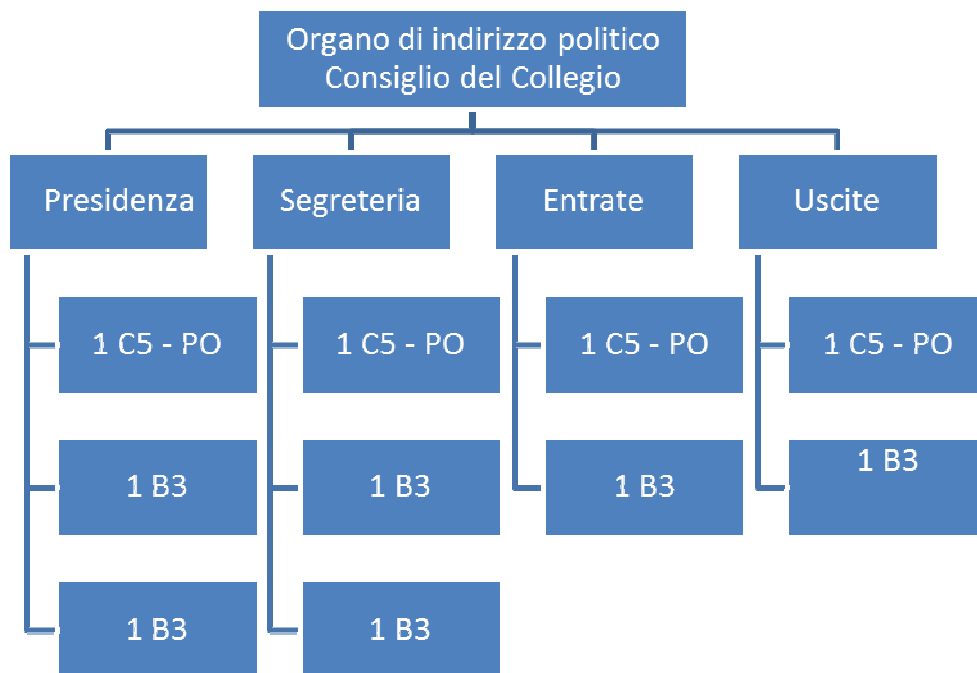 Organo di indirizzo politico
Consiglio del Collegio
Presidenza
Segreteria
Entrate
Uscite
1 C5 - PO
1 C5 - PO
1 C5 - PO
1 C5 - PO
1 B3
1 B3
1 B3
1 B3
1 B3
1 B3